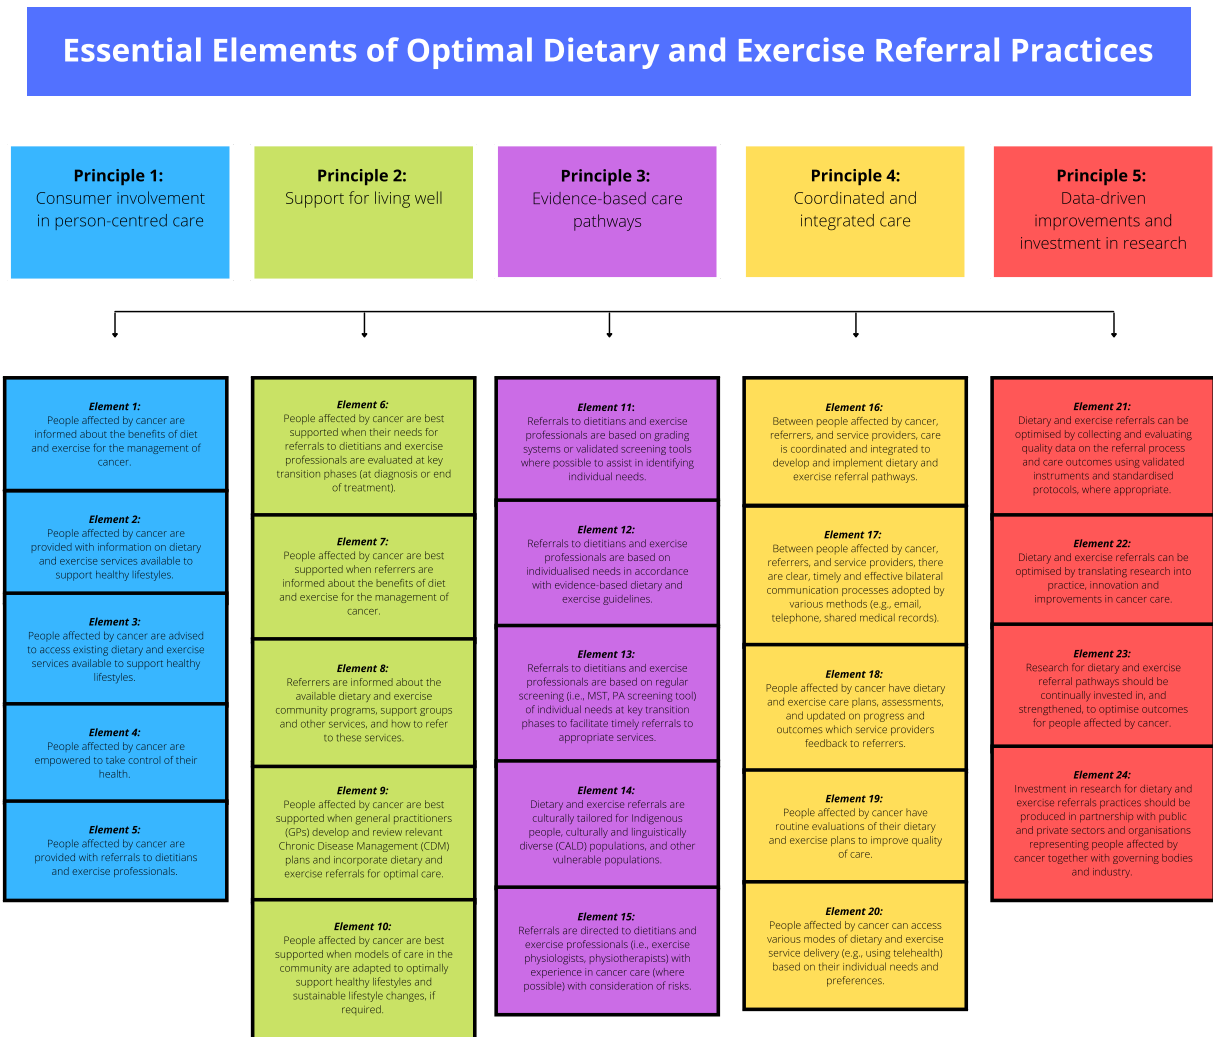 Essential Elements of Optimal Dietary and Exercise Referral Practices
Principle 1:
Consumer involvement
in person-centred care
Principle 2:
Support for living well
Principle 3:
Evidence-based care
pathways
Principle 4:
Coordinated and
integrated care
Principle 5:
Data-driven
improvements and
investment in research
Element 1:
People affected by cancer are
informed about the benefits of diet
and exercise for the management of
cancer.
Element 2:
People affected by cancer are
provided with information on dietary
and exercise services available to
support healthy lifestyles.
Element 3:
People affected by cancer are advised
to access existing dietary and exercise
services available to support healthy
lifestyles.
Element 4:
People affected by cancer are
empowered to take control of their
health.
Element 5:
People affected by cancer are
provided with referrals to dietitians
and exercise professionals.
Element 6:
People affected by cancer are best
supported when their needs for
referrals to dietitians and exercise
professionals are evaluated at key
transition phases (at diagnosis or end
of treatment).
Element 7:
People affected by cancer are best
supported when referrers are
informed about the benefits of diet
and exercise for the management of
cancer.
Element 8:
Referrers are informed about the
available dietary and exercise
community programs, support groups
and other services, and how to refer
to these services.
Element 9:
People affected by cancer are best
supported when general practitioners
(GPs) develop and review relevant
Chronic Disease Management (CDM)
plans and incorporate dietary and
exercise referrals for optimal care.
Element 10:
People affected by cancer are best
supported when models of care in the
community are adapted to optimally
support healthy lifestyles and
sustainable lifestyle changes, if
required.
Element 11:
Referrals to dietitians and exercise
professionals are based on grading
systems or validated screening tools
where possible to assist in identifying
individual needs.
Element 12:
Referrals to dietitians and exercise
professionals are based on
individualised needs in accordance
with evidence-based dietary and
exercise guidelines.
Element 13:
Referrals to dietitians and exercise
professionals are based on regular
screening (i.e., MST, PA screening tool)
of individual needs at key transition
phases to facilitate timely referrals to
appropriate services.
Element 14:
Dietary and exercise referrals are
culturally tailored for Indigenous
people, culturally and linguistically
diverse (CALD) populations, and other
vulnerable populations.
Element 15:
Referrals are directed to dietitians and
exercise professionals (i.e., exercise
physiologists, physiotherapists) with
experience in cancer care (where
possible) with consideration of risks.
Element 16:
Between people affected by cancer,
referrers, and service providers, care
is coordinated and integrated to
develop and implement dietary and
exercise referral pathways.
Element 17:
Between people affected by cancer,
referrers, and service providers, there
are clear, timely and effective bilateral
communication processes adopted by
various methods (e.g., email,
telephone, shared medical records).
Element 18:
People affected by cancer have dietary
and exercise care plans, assessments,
and updated on progress and
outcomes which service providers
feedback to referrers.
Element 19:
People affected by cancer have
routine evaluations of their dietary
and exercise plans to improve quality
of care.
Element 20:
People affected by cancer can access
various modes of dietary and exercise
service delivery (e.g., using telehealth)
based on their individual needs and
preferences.
Element 21:
Dietary and exercise referrals can be
optimised by collecting and evaluating
quality data on the referral process
and care outcomes using validated
instruments and standardised
protocols, where appropriate.
Element 22:
Dietary and exercise referrals can be
optimised by translating research into
practice, innovation and
improvements in cancer care.
Element 23:
Research for dietary and exercise
referral pathways should be
continually invested in, and
strengthened, to optimise outcomes
for people affected by cancer.
Element 24:
Investment in research for dietary and
exercise referrals practices should be
produced in partnership with public
and private sectors and organisations
representing people affected by
cancer together with governing bodies
and industry.